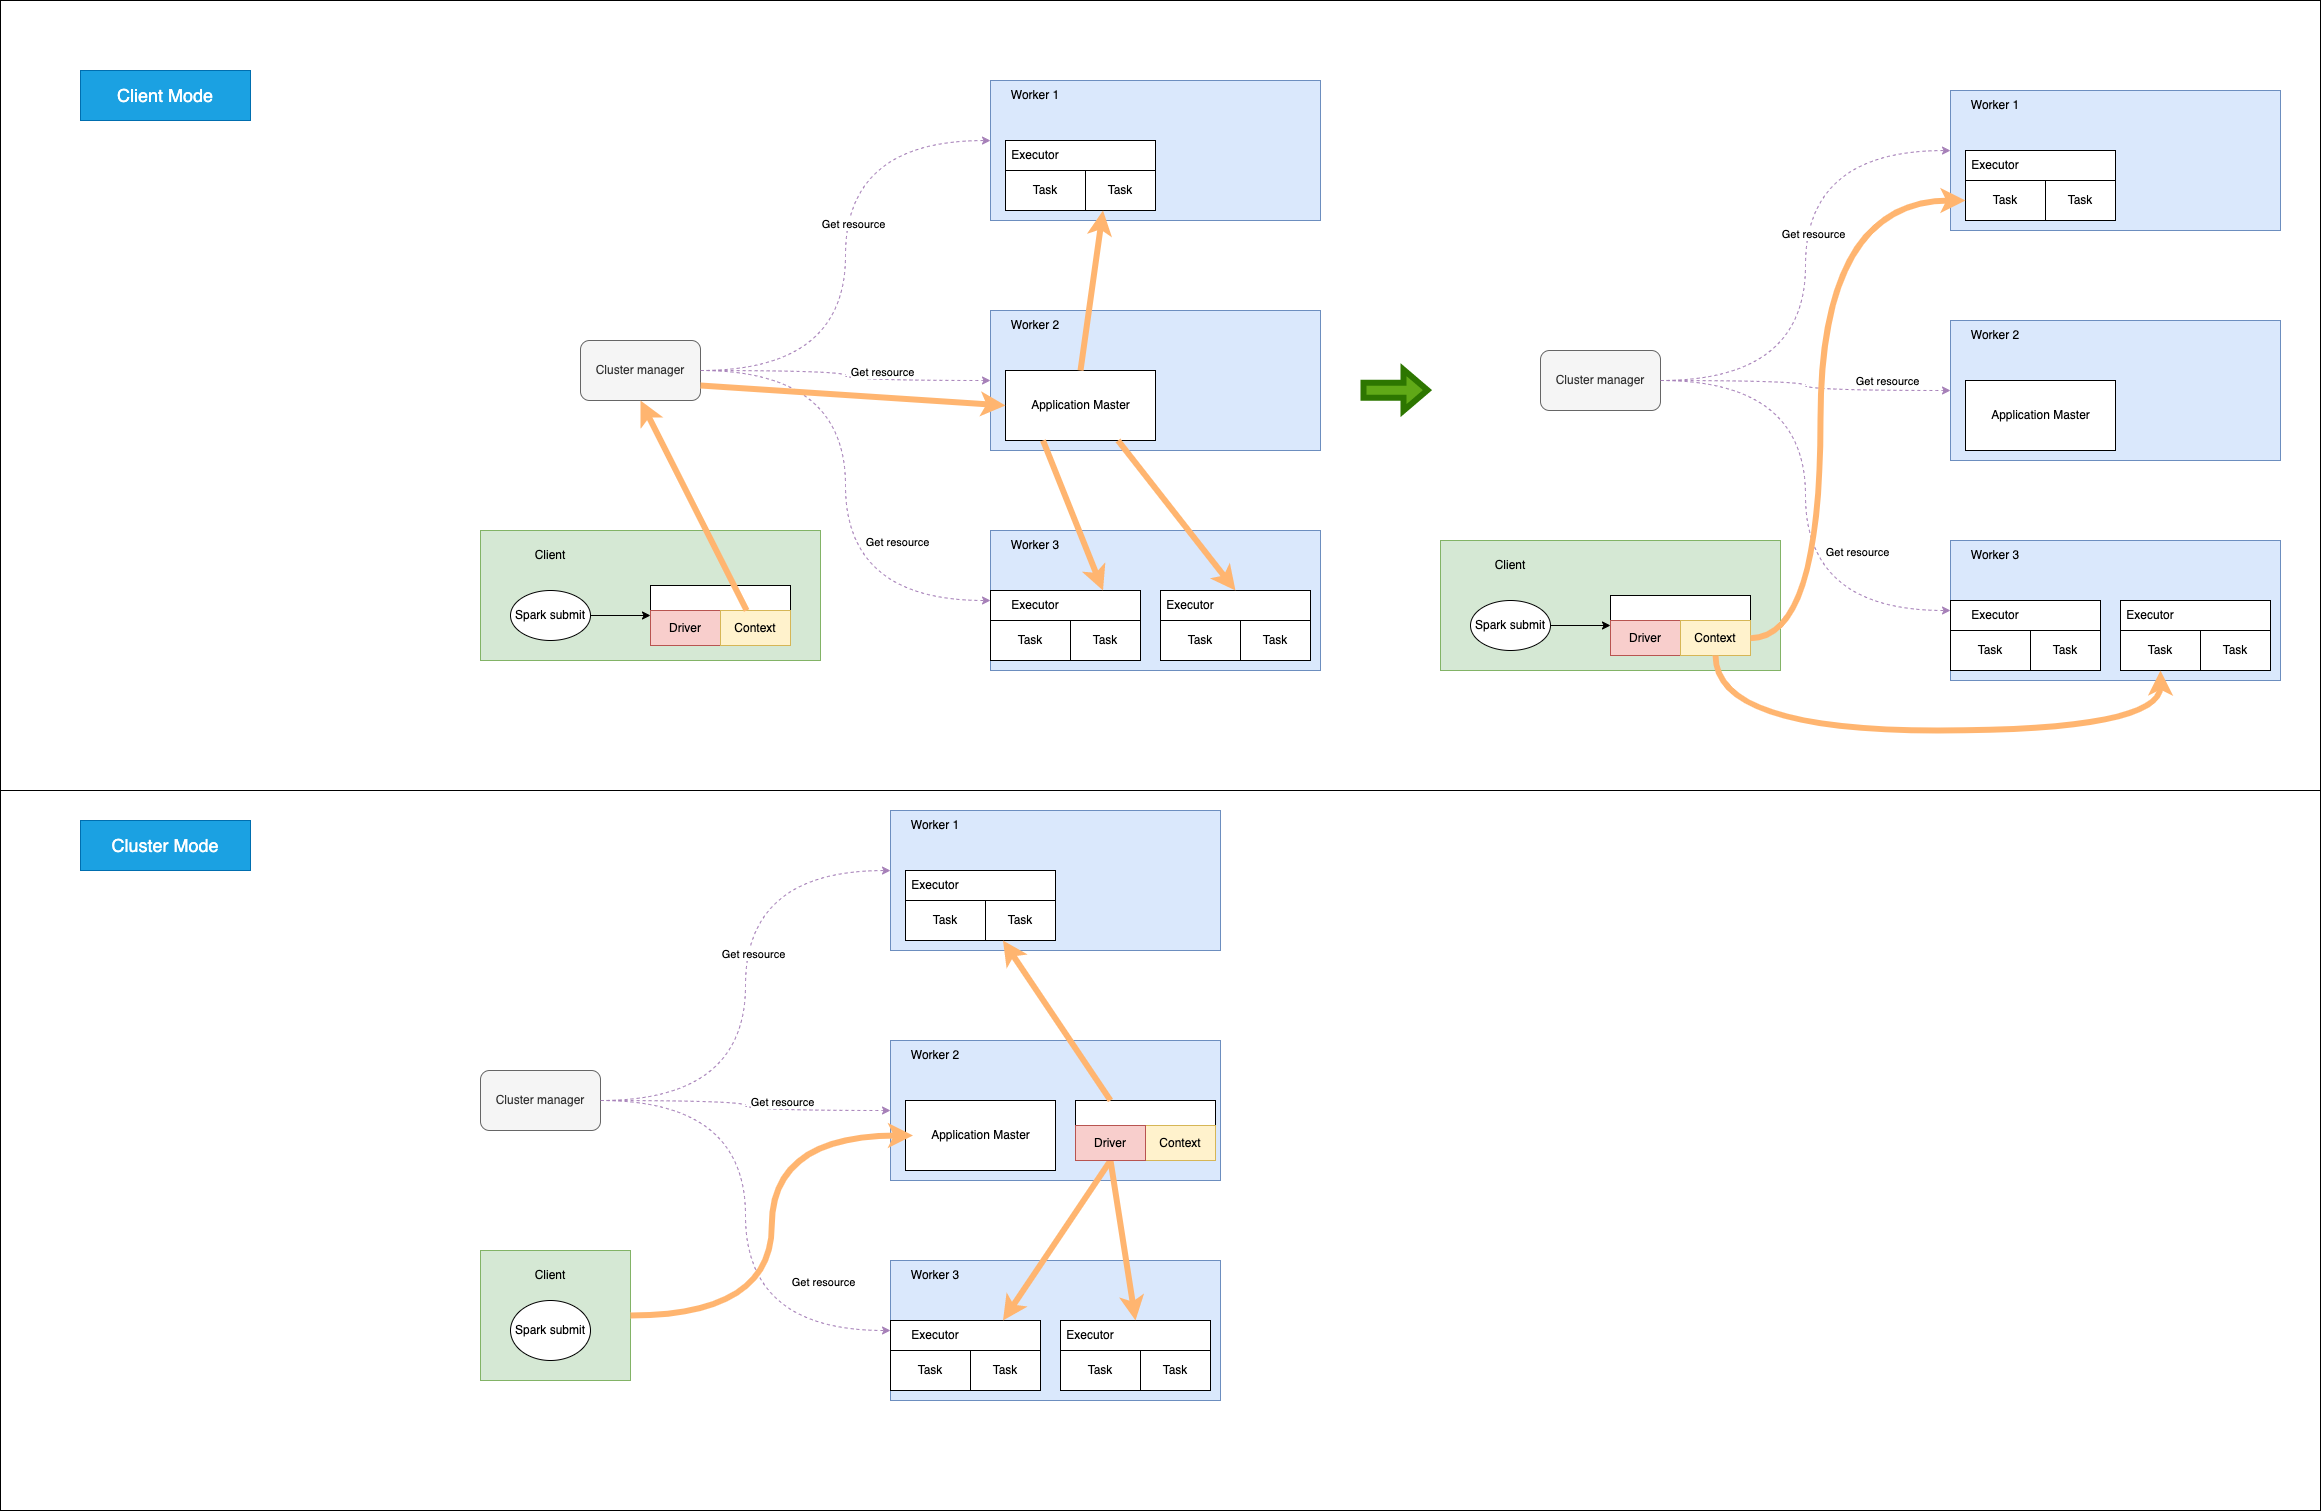 Client Mode
Worker 1
Executor
Task
Task
Get resource
Worker 2
Cluster manager
Get resource
Application Master
Get resource
Client
Spark submit
Driver
Context
Worker 3
Executor
Executor
Task
Task
Task
Task
Worker 1
Executor
Task
Task
Get resource
Worker 2
Cluster manager
Get resource
Application Master
Get resource
Client
Spark submit
Driver
Context
Worker 3
Executor
Executor
Task
Task
Task
Task
Cluster Mode
Worker 1
Executor
Task
Task
Get resource
Worker 2
Cluster manager
Get resource
Application Master
Driver
Context
Client
Spark submit
Get resource
Worker 3
Executor
Executor
Task
Task
Task
Task